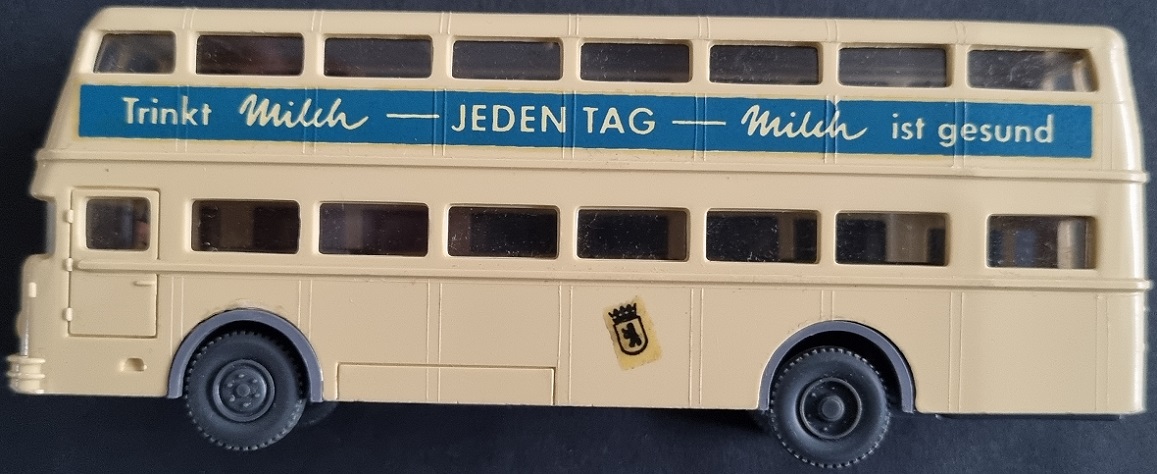 Trinkt Milch — JEDEN TAG — Milch ist gesund